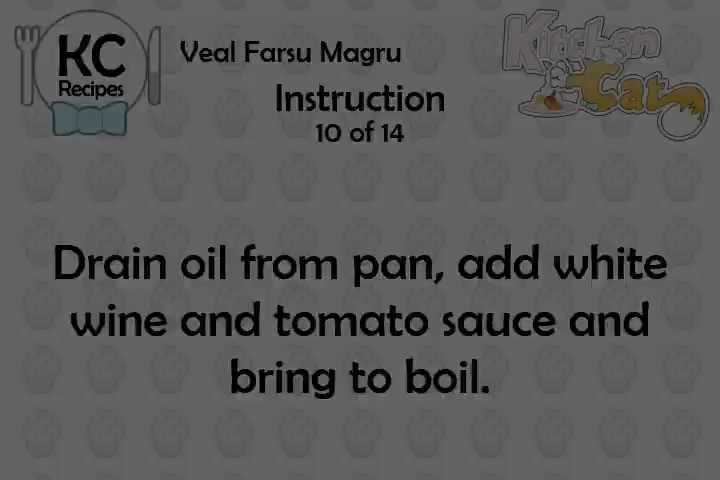 KC
Recipes
Veal Farsu Magru
Instruction
10 of 14
Kitchen
Cat
Drain oil from pan, add white
wine and tomato sauce and
bring to boil.